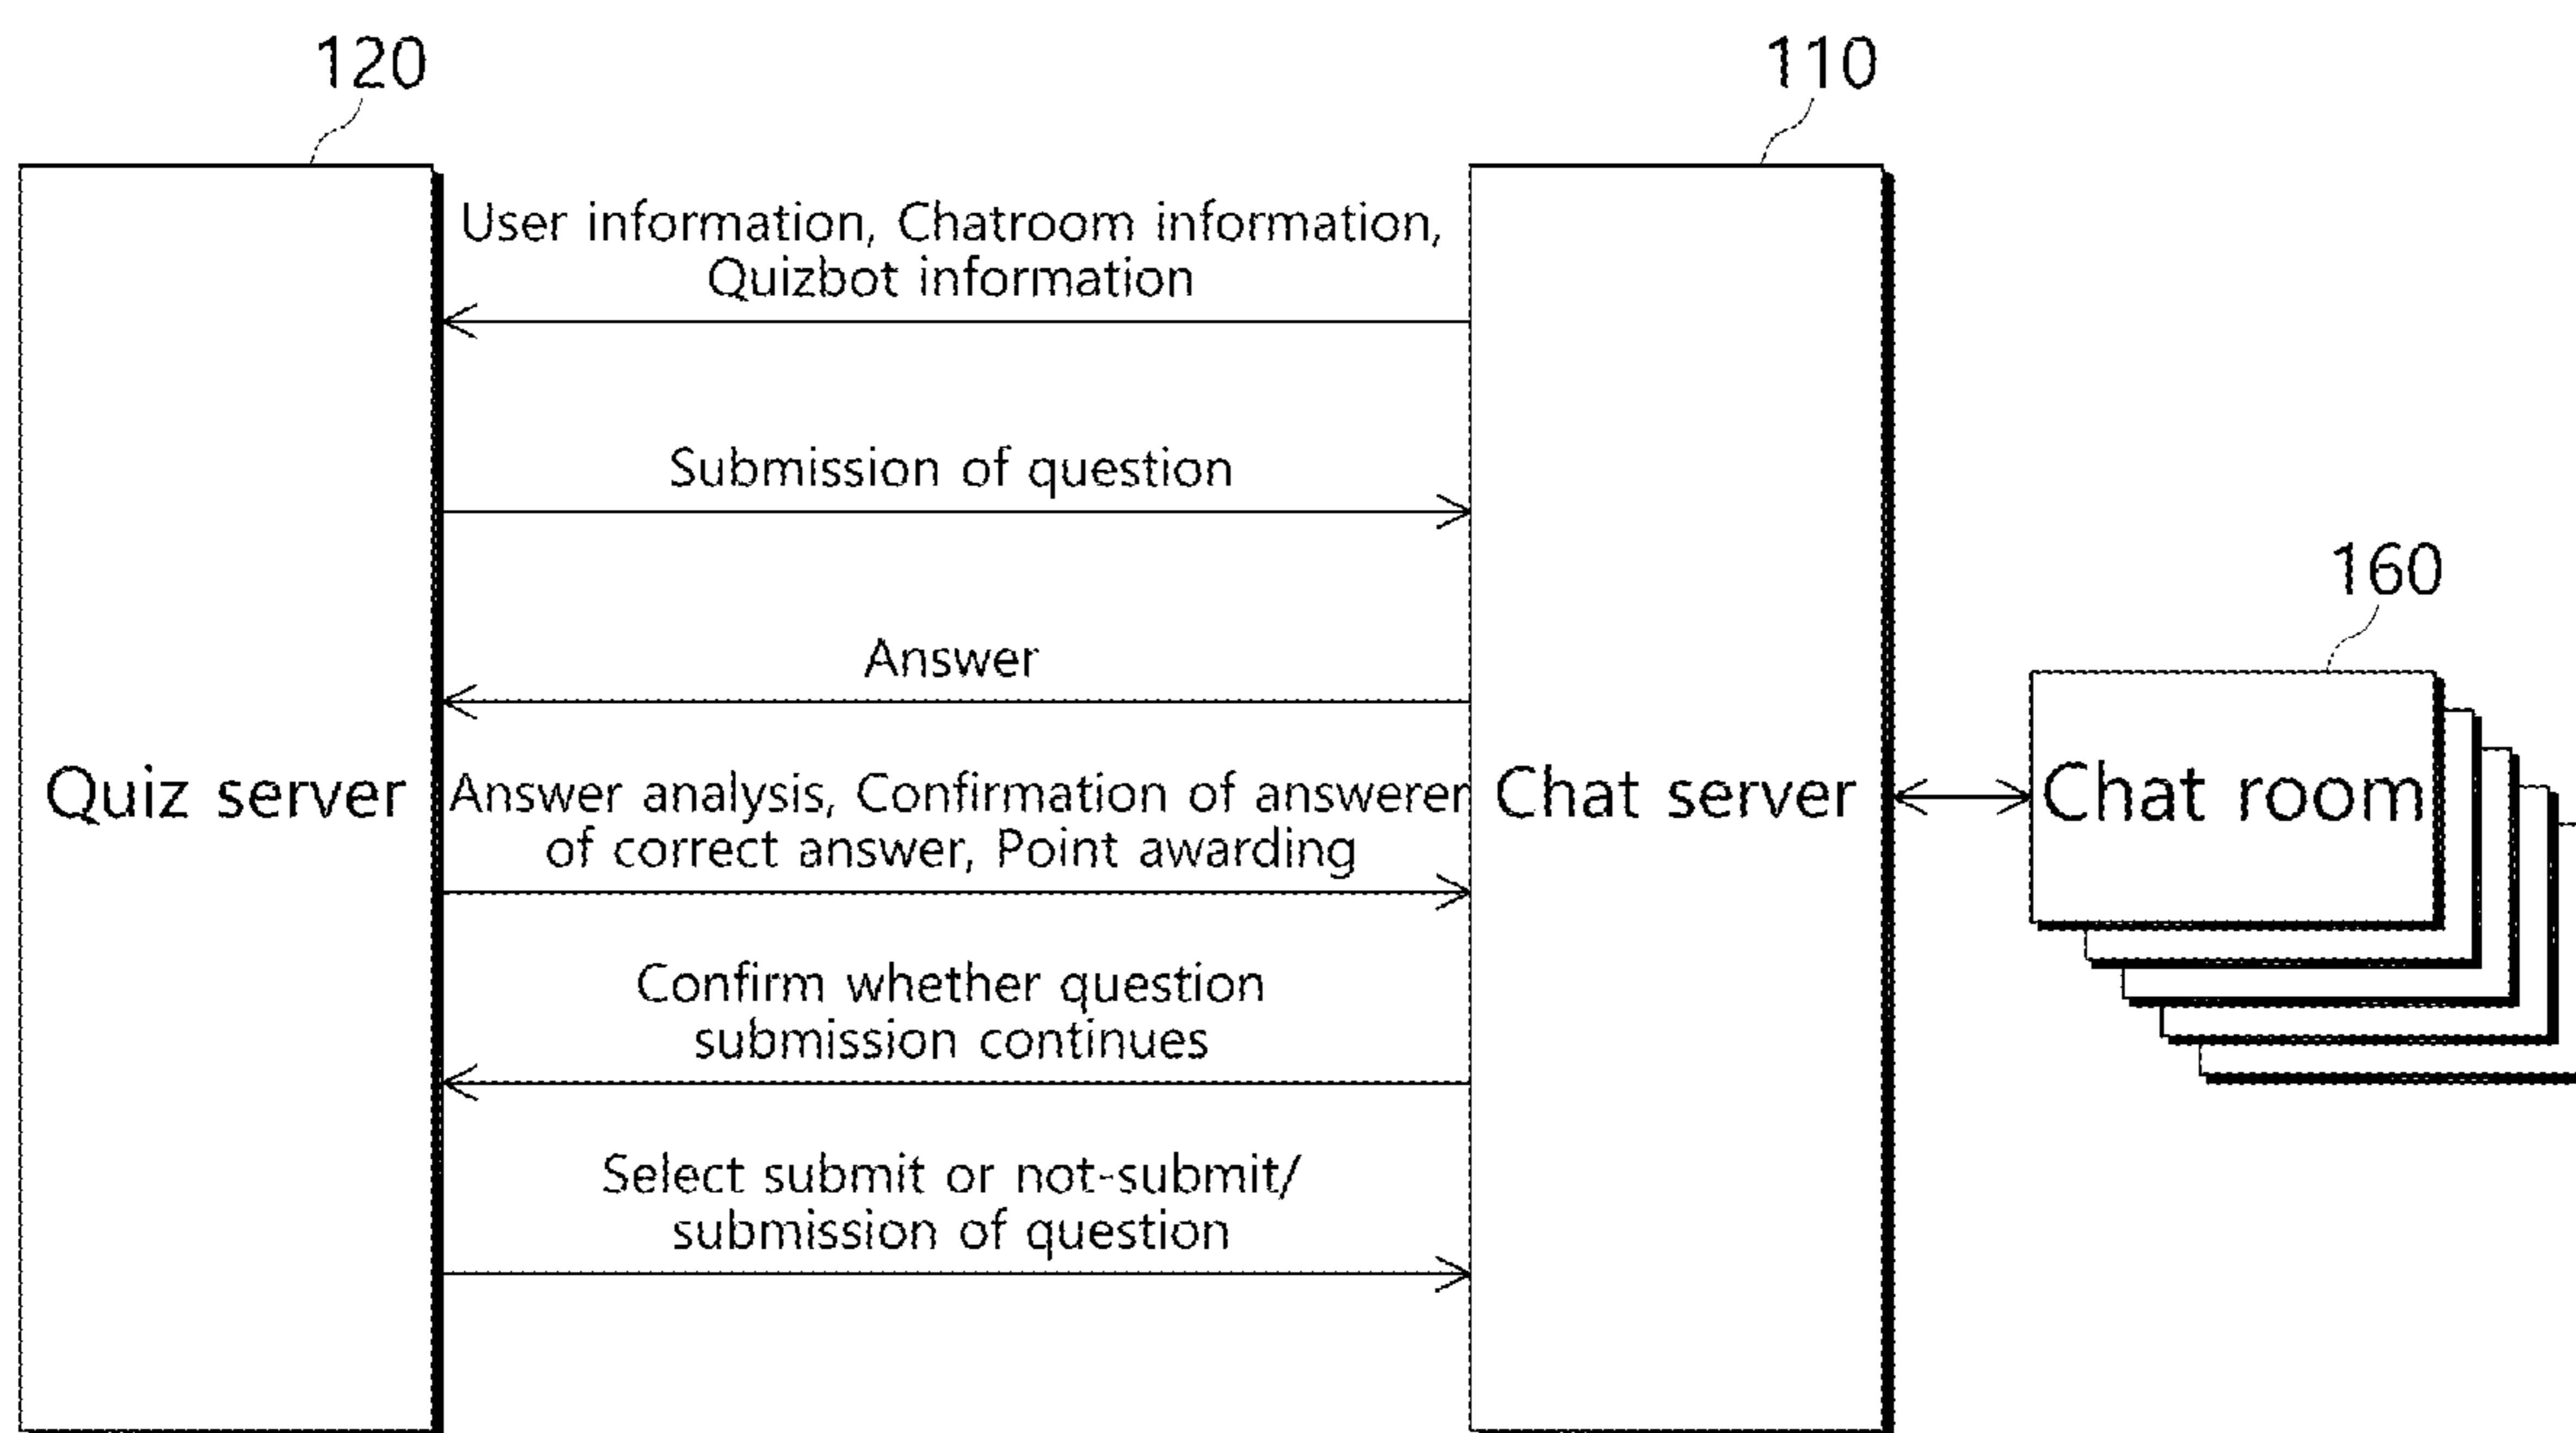 120
110
User information, Chatroom information,
Quizbot information
Submission of question
160
Answer
Quiz server
Answer analysis, Confirmation of answerer
of correct answer, Point awarding
Chat server
Chat room
Confirm whether question
submission continues
Select submit or not-submit/
submission of question